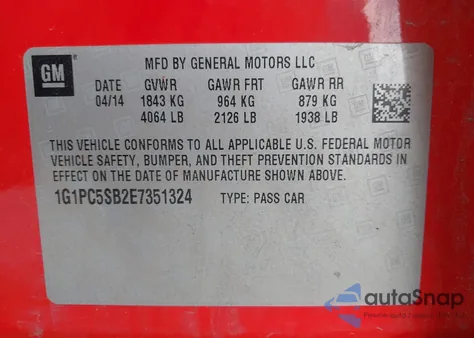 GM
MFD BY GENERAL MOTORS LLC
DATE GVWR GAWR FRT GAWR RR
04/14 1843 KG 964 KG 879 KG
4064 LB 2126 LB 1938 LB
THIS VEHICLE CONFORMS TO ALL APPLICABLE U.S. FEDERAL MOTOR
VEHICLE SAFETY, BUMPER, AND THEFT PREVENTION STANDARDS IN
EFFECT ON THE DATE OF MANUFACTURE SHOWN ABOVE.
1G1PC5SB2E7351324 TYPE: PASS CAR
autaSnap